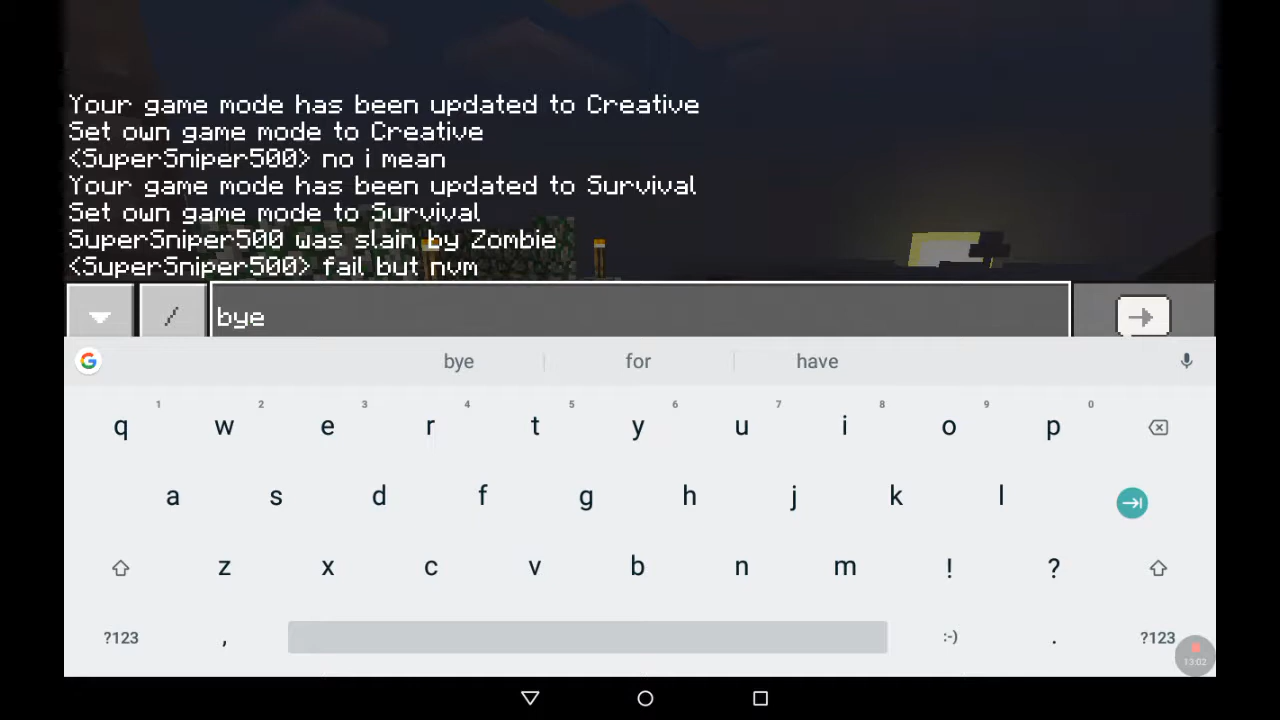 Your game mode has been updated to Creative
Set own game mode to Creative
<SuperSniper500> no i mean
Your game mode has been updated to Survival
Set own game mode to Survival
SuperSniper500 was slain by Zombie
<SuperSniper500> fail but nvm
/ bye
G bye for have
1 2 3 4 5 6 7 8 9 0
q w e r t y u i o p
a s d f g h j k l
z x c v b n m ! ?
?123 , :-) . ?123
13:02